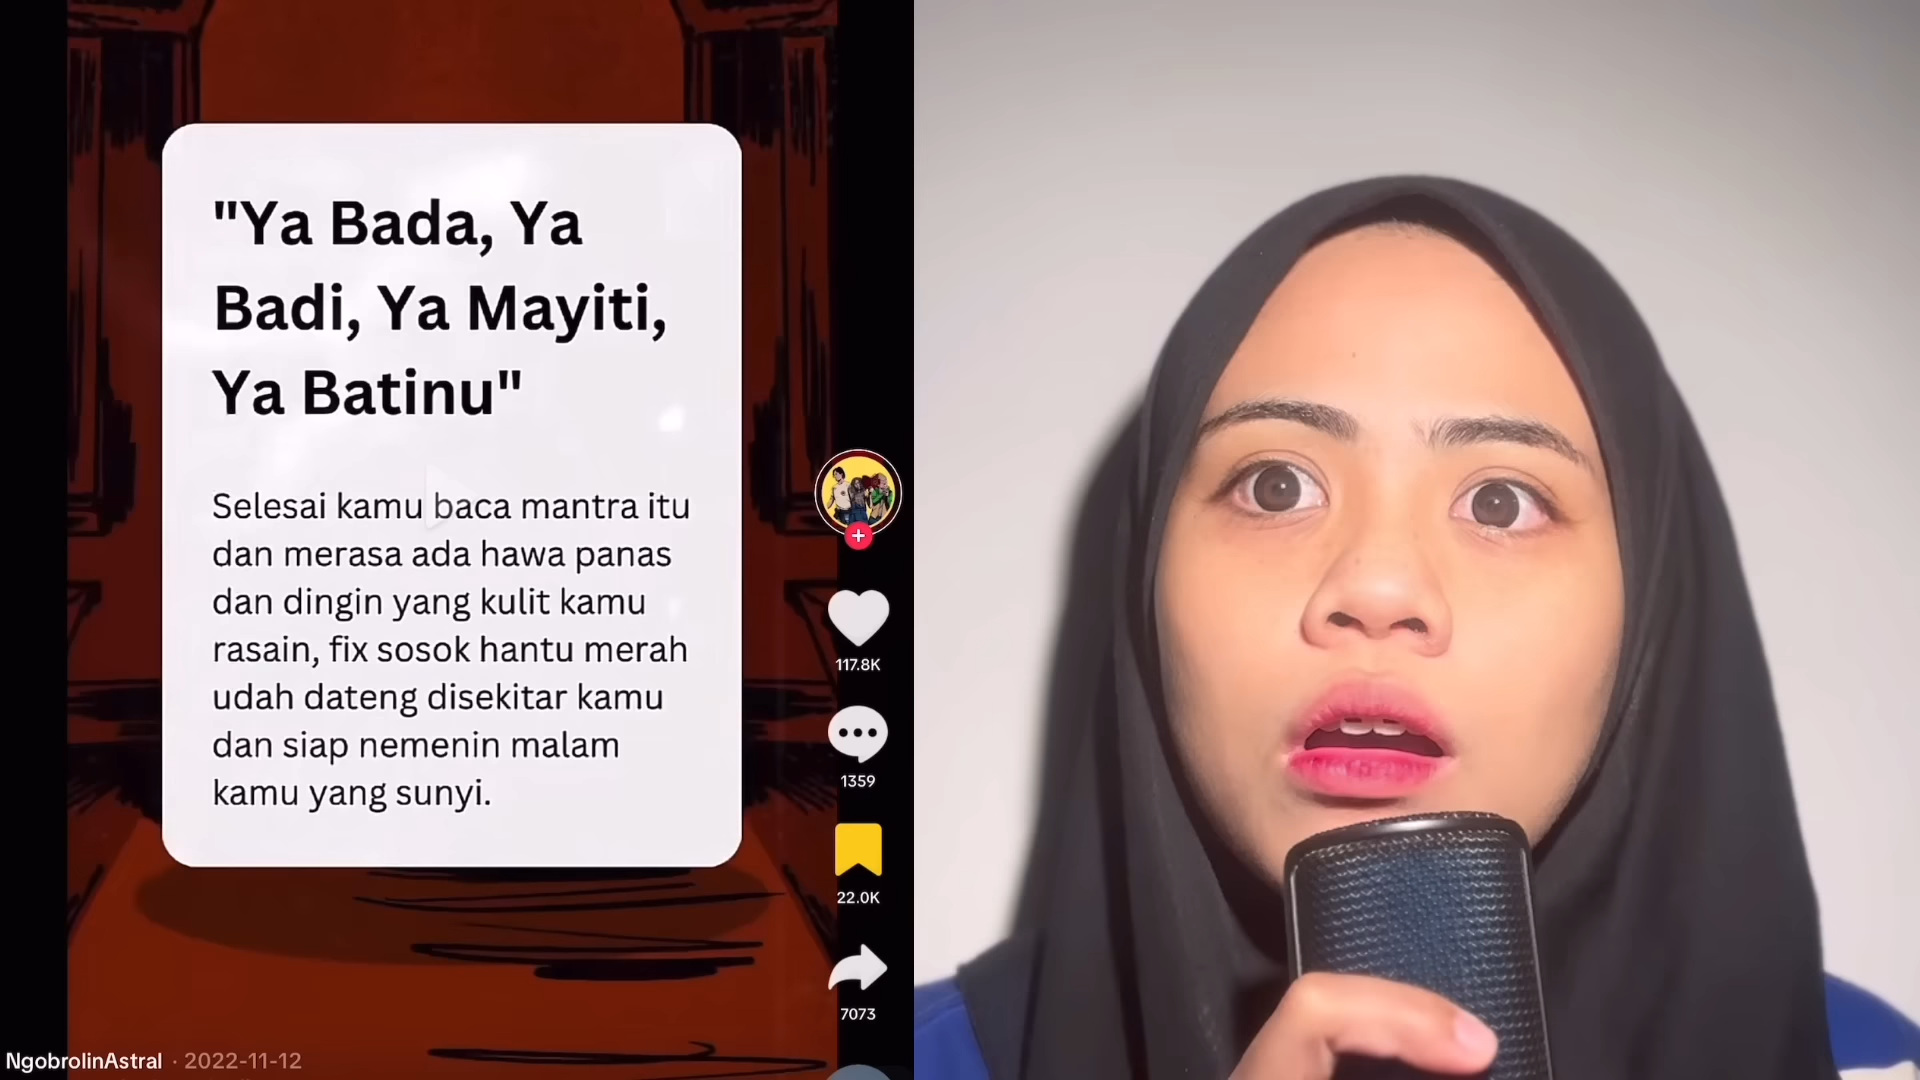 "Ya Bada, Ya
Badi, Ya Mayiti,
Ya Batinu"
Selesai kamu baca mantra itu
dan merasa ada hawa panas
dan dingin yang kulit kamu
rasain, fix sosok hantu merah
udah dateng disekitar kamu
dan siap nemenin malam
kamu yang sunyi.
117.8K
1359
22.0K
7073
NgobrolinAstral · 2022-11-12